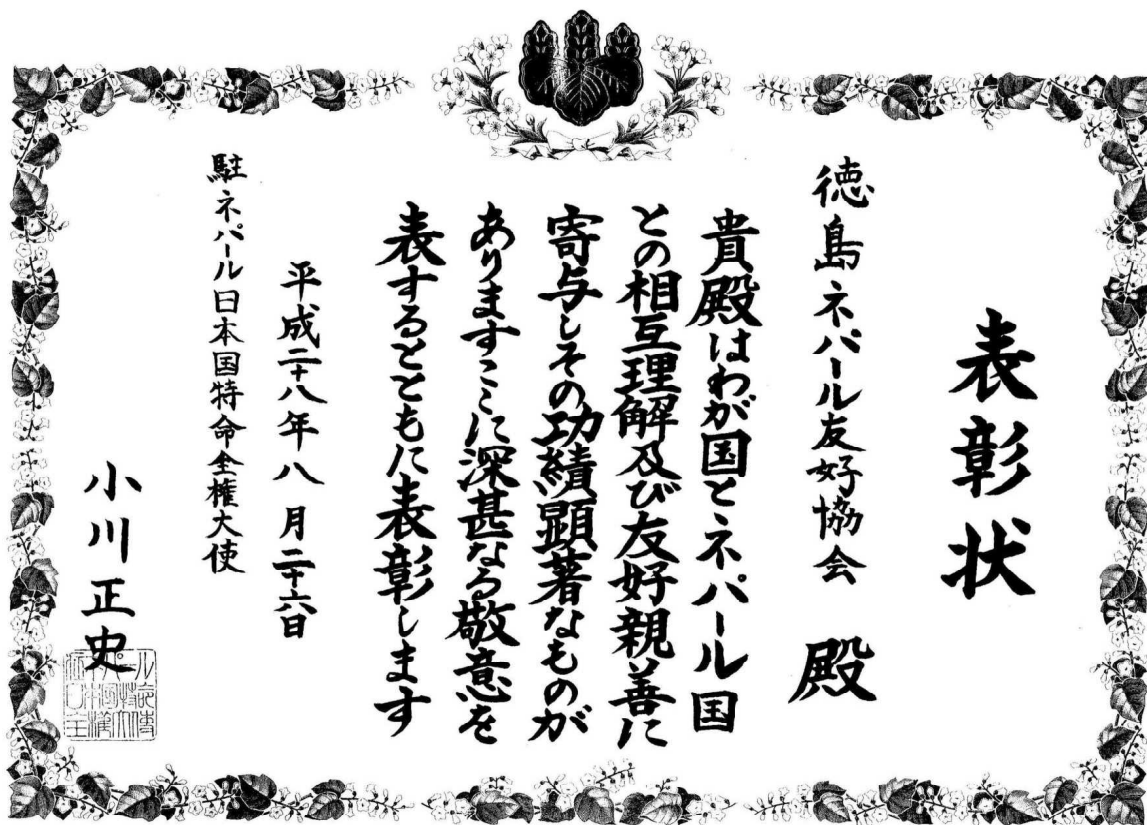 表彰状
徳島ネパール友好協会 殿
貴殿はわが国とネパール国
との相互理解及び友好親善に
寄与しその功績顕著なものが
ありますここに深甚なる敬意を
表するとともに表彰します
平成二十八年八月二十六日
駐ネパール日本国特命全権大使
小川正史